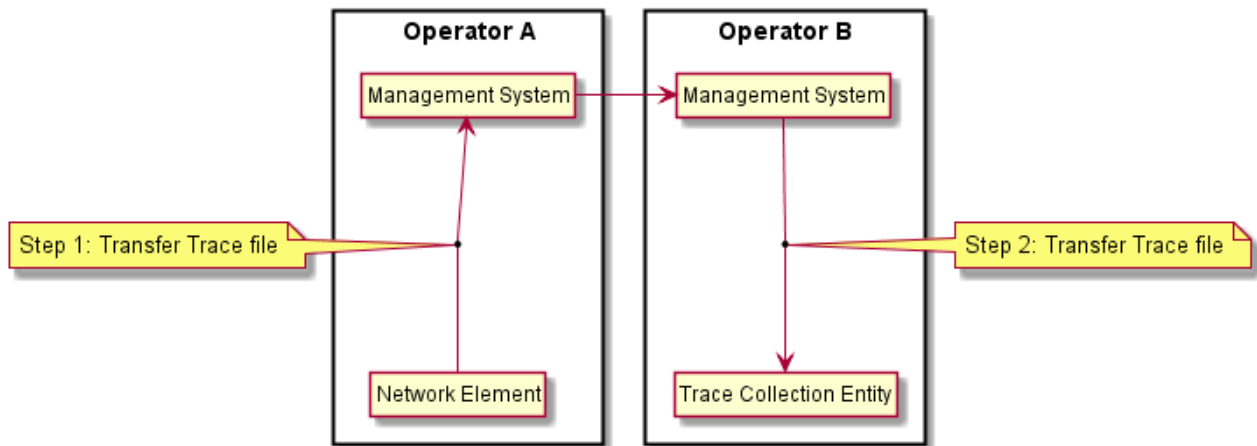 Operator A
Operator B
Management System
Management System
Step 1: Transfer Trace file
Step 2: Transfer Trace file
Network Element
Trace Collection Entity